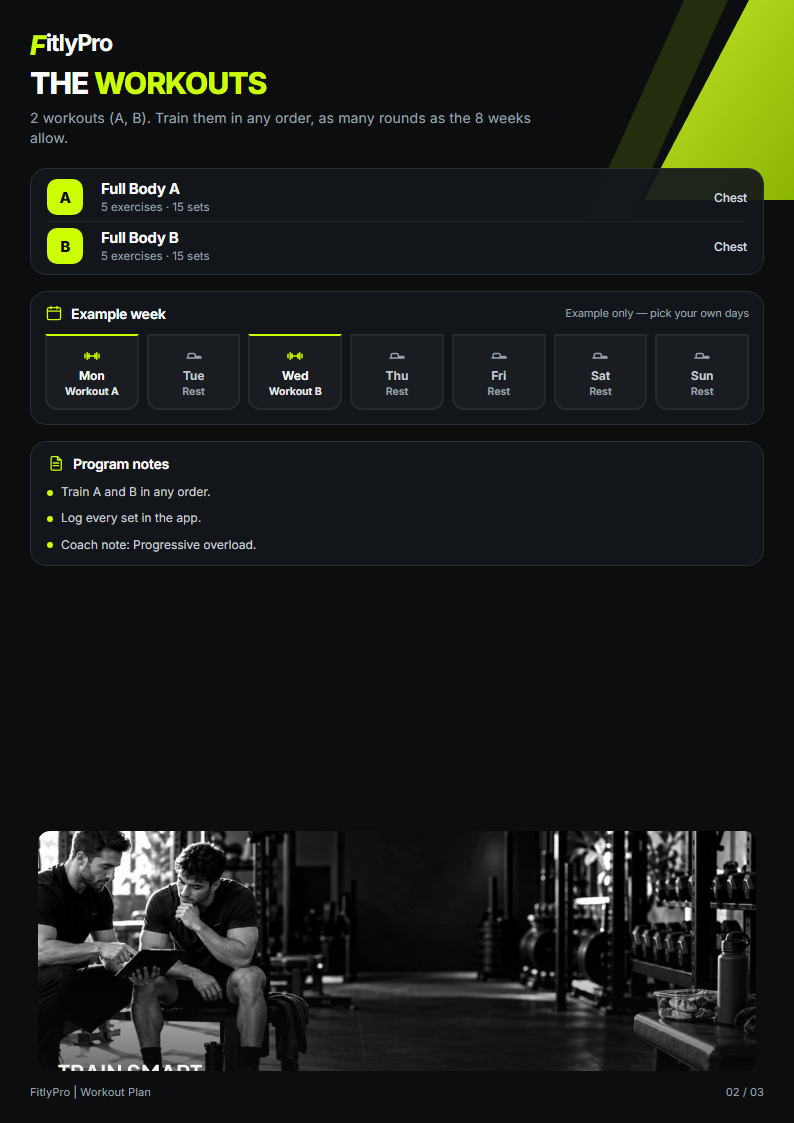 FitlyPro
THE WORKOUTS
2 workouts (A, B). Train them in any order, as many rounds as the 8 weeks
allow.
A
Full Body A
5 exercises · 15 sets
Chest
B
Full Body B
5 exercises · 15 sets
Chest
Example week
Example only — pick your own days
Mon
Workout A
Tue
Rest
Wed
Workout B
Thu
Rest
Fri
Rest
Sat
Rest
Sun
Rest
Program notes
Train A and B in any order.
Log every set in the app.
Coach note: Progressive overload.
TRAIN SMART
FitlyPro | Workout Plan
02 / 03